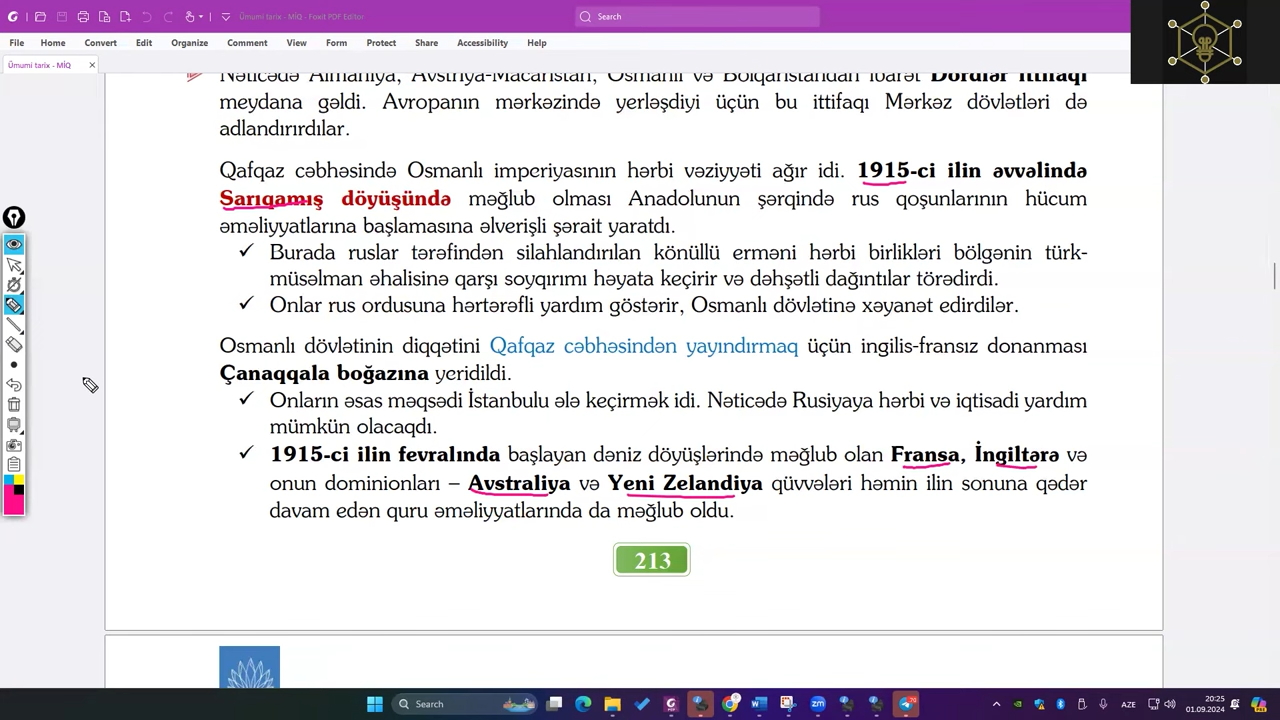 Ümumi tarix - MİQ - Foxit PDF Editor
Search
File Home Convert Edit Organize Comment View Form Protect Share Accessibility Help
Ümumi tarix - MİQ
Nəticədə Almaniya, Avstriya-Macarıstan, Osmanlı və Bolqarıstandan ibarət Dördlər ittifaqı
meydana gəldi. Avropanın mərkəzində yerləşdiyi üçün bu ittifaqı Mərkəz dövlətləri də
adlandırırdılar.
Qafqaz cəbhəsində Osmanlı imperiyasının hərbi vəziyyəti ağır idi. 1915-ci ilin əvvəlində
Sarıqamış döyüşündə məğlub olması Anadolunun şərqində rus qoşunlarının hücum
əməliyyatlarına başlamasına əlverişli şərait yaratdı.
✓ Burada ruslar tərəfindən silahlandırılan könüllü erməni hərbi birlikləri bölgənin türk-
müsəlman əhalisinə qarşı soyqırımı həyata keçirir və dəhşətli dağıntılar törədirdi.
✓ Onlar rus ordusuna hərtərəfli yardım göstərir, Osmanlı dövlətinə xəyanət edirdilər.
Osmanlı dövlətinin diqqətini Qafqaz cəbhəsindən yayındırmaq üçün ingilis-fransız donanması
Çanaqqala boğazına yeridildi.
✓ Onların əsas məqsədi İstanbulu ələ keçirmək idi. Nəticədə Rusiyaya hərbi və iqtisadi yardım
mümkün olacaqdı.
✓ 1915-ci ilin fevralında başlayan dəniz döyüşlərində məğlub olan Fransa, İngiltərə və
onun dominionları – Avstraliya və Yeni Zelandiya qüvvələri həmin ilin sonuna qədər
davam edən quru əməliyyatlarında da məğlub oldu.
213
Search
AZE
20:25
01.09.2024